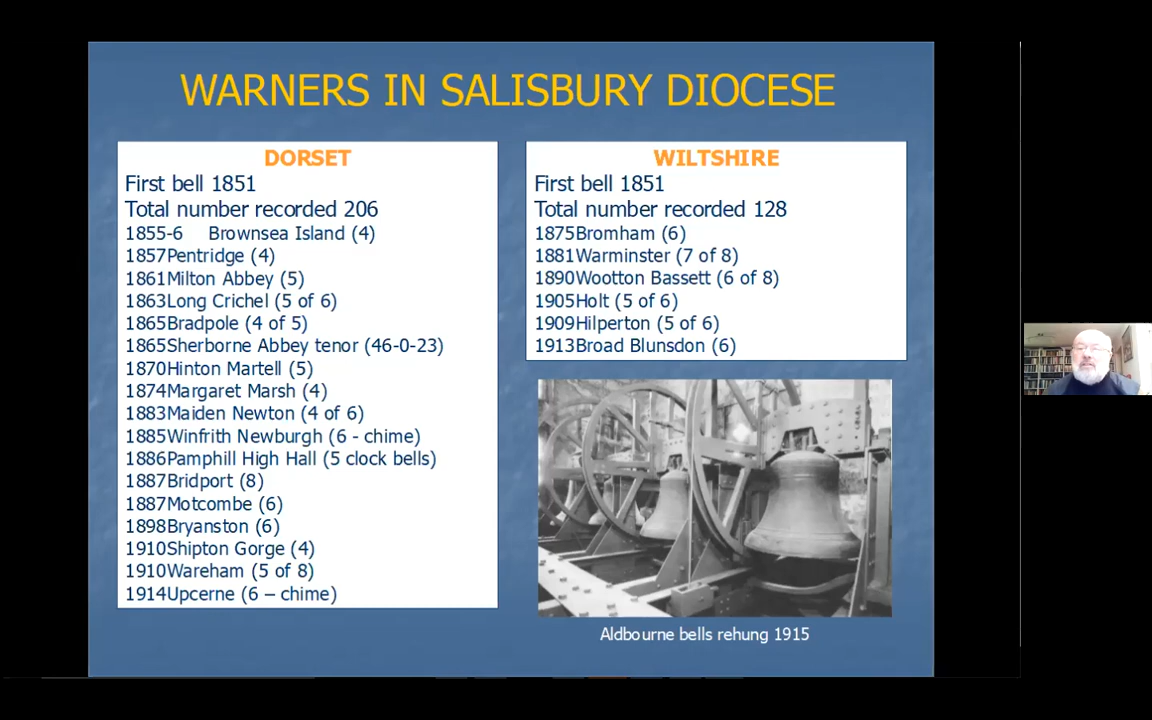 WARNERS IN SALISBURY DIOCESE
DORSET
First bell 1851
Total number recorded 206
1855-6 Brownsea Island (4)
1857Pentridge (4)
1861Milton Abbey (5)
1863Long Crichel (5 of 6)
1865Bradpole (4 of 5)
1865Sherborne Abbey tenor (46-0-23)
1870Hinton Martell (5)
1874Margaret Marsh (4)
1883Maiden Newton (4 of 6)
1885Winfrith Newburgh (6 - chime)
1886Pamphill High Hall (5 clock bells)
1887Bridport (8)
1887Motcombe (6)
1898Bryanston (6)
1910Shipton Gorge (4)
1910Wareham (5 of 8)
1914Upcerne (6 – chime)
WILTSHIRE
First bell 1851
Total number recorded 128
1875Bromham (6)
1881Warminster (7 of 8)
1890Wootton Bassett (6 of 8)
1905Holt (5 of 6)
1909Hilperton (5 of 6)
1913Broad Blunsdon (6)
Aldbourne bells rehung 1915